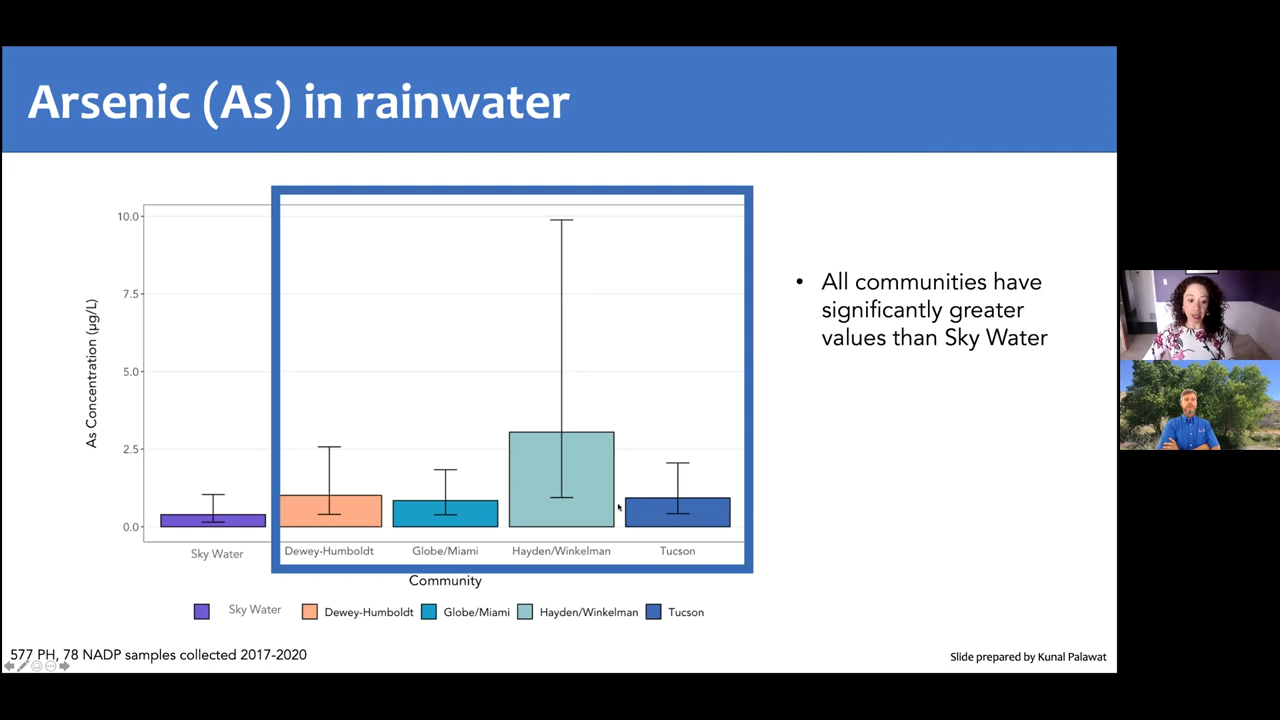 Arsenic (As) in rainwater
10.0
7.5
5.0
2.5
0.0
As Concentration (µg/L)
Sky Water
Dewey-Humboldt
Globe/Miami
Hayden/Winkelman
Tucson
Community
Sky Water
Dewey-Humboldt
Globe/Miami
Hayden/Winkelman
Tucson
• All communities have
significantly greater
values than Sky Water
577 PH, 78 NADP samples collected 2017-2020
Slide prepared by Kunal Palawat